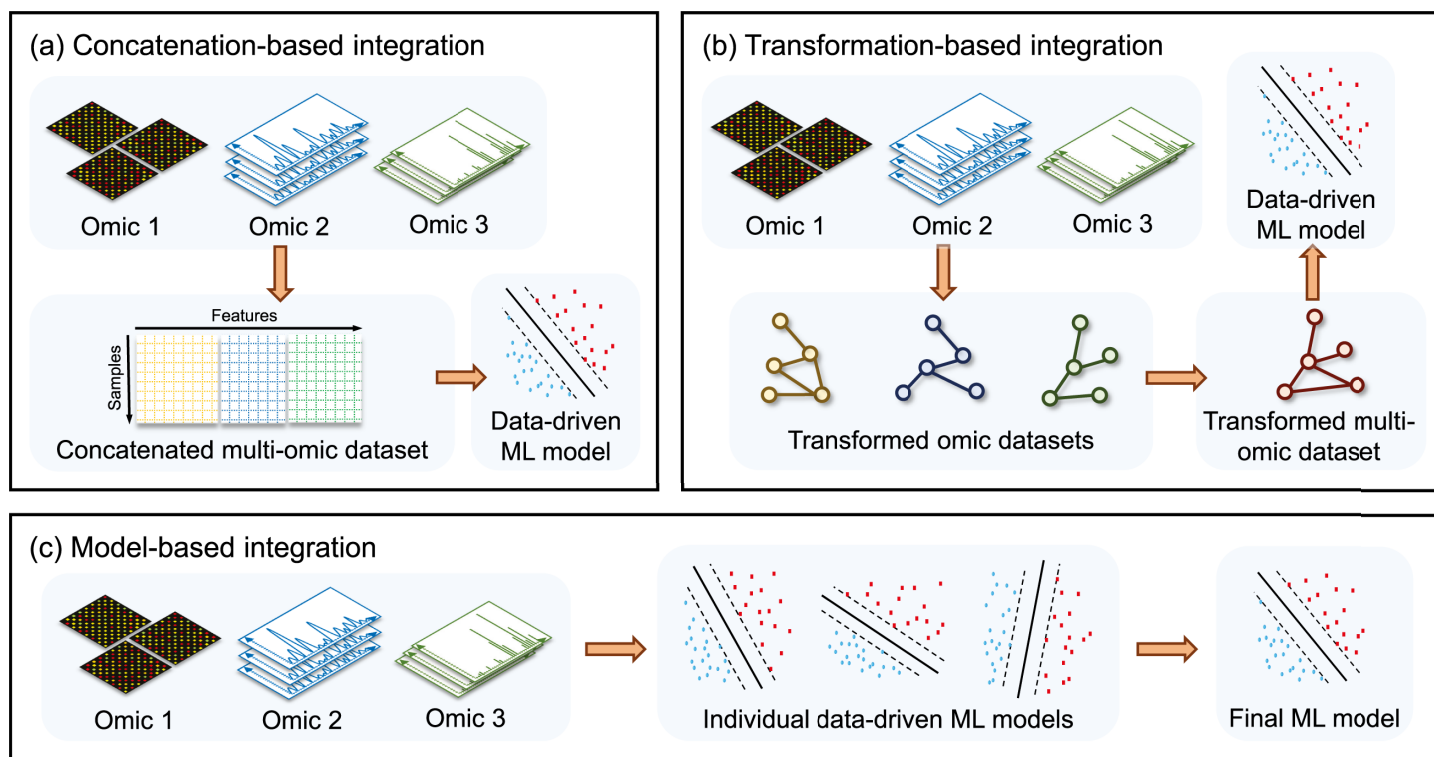 (a) Concatenation-based integration
Omic 1
Omic 2
Omic 3
Features
Samples
Concatenated multi-omic dataset
Data-driven
ML model
(b) Transformation-based integration
Omic 1
Omic 2
Omic 3
Data-driven
ML model
Transformed omic datasets
Transformed multi-
omic dataset
(c) Model-based integration
Omic 1
Omic 2
Omic 3
Individual data-driven ML models
Final ML model